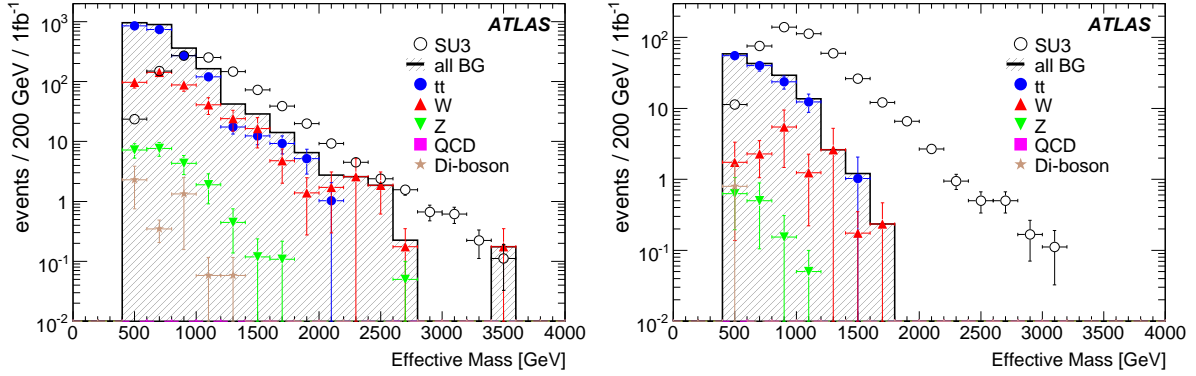 ATLAS
events / 200 GeV / 1fb⁻¹
10³
10²
10
1
10⁻¹
10⁻²
SU3
all BG
tt
W
Z
QCD
Di-boson
0 500 1000 1500 2000 2500 3000 3500 4000
Effective Mass [GeV]
ATLAS
events / 200 GeV / 1fb⁻¹
10²
10
1
10⁻¹
10⁻²
SU3
all BG
tt
W
Z
QCD
Di-boson
0 500 1000 1500 2000 2500 3000 3500 4000
Effective Mass [GeV]